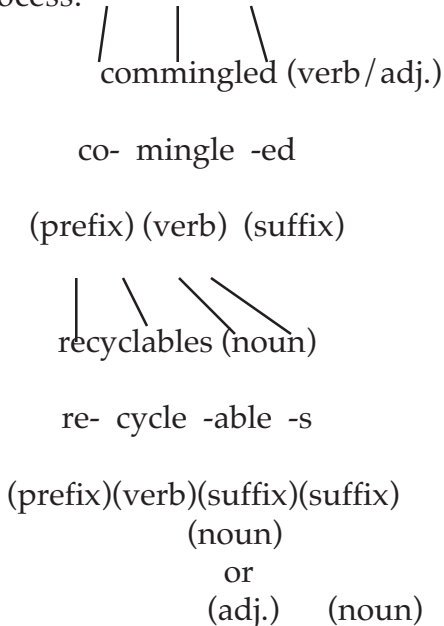 commingled (verb/adj.)
co- mingle -ed
(prefix) (verb) (suffix)
recyclables (noun)
re- cycle -able -s
(prefix)(verb)(suffix)(suffix)
(noun)
or
(adj.) (noun)